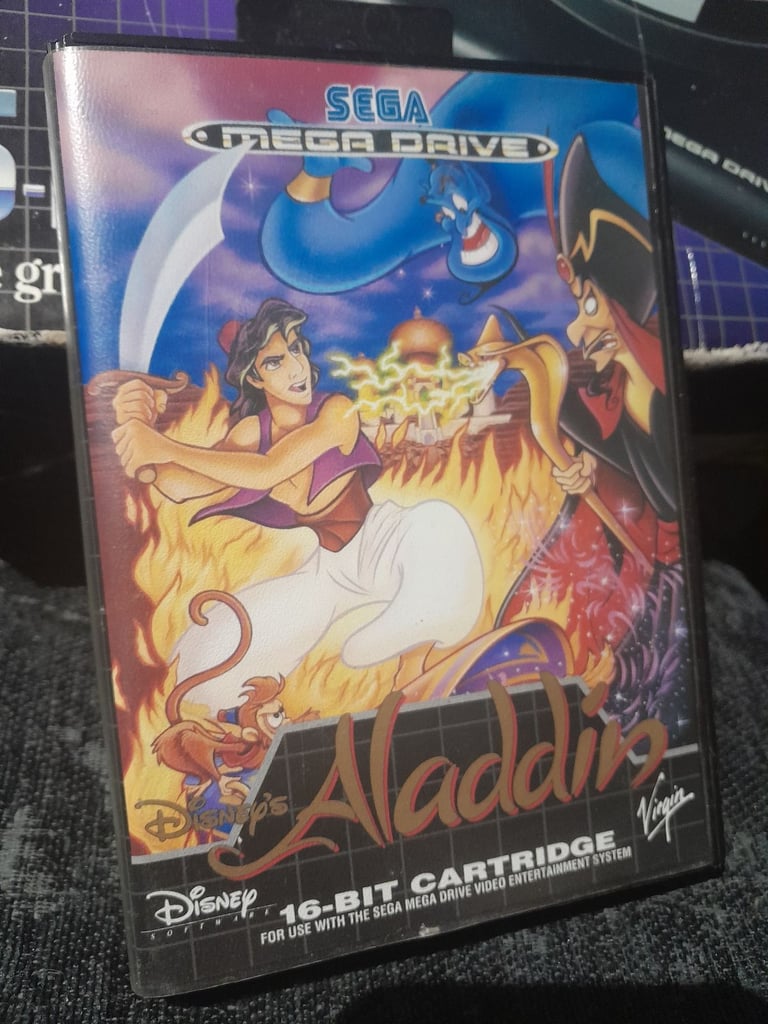 SEGA
MEGA DRIVE
MEGA DRIV
e gr
Disney's Aladdin
Virgin
16-BIT CARTRIDGE
FOR USE WITH THE SEGA MEGA DRIVE VIDEO ENTERTAINMENT SYSTEM
Disney
SOFTWARE